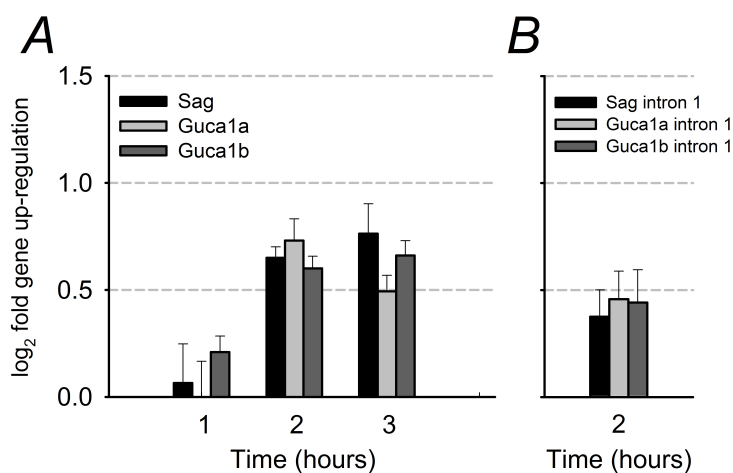 A
B
log2 fold gene up-regulation
1.5
1.0
0.5
0.0
Sag
Guca1a
Guca1b
1 2 3
Time (hours)
Sag intron 1
Guca1a intron 1
Guca1b intron 1
2
Time (hours)